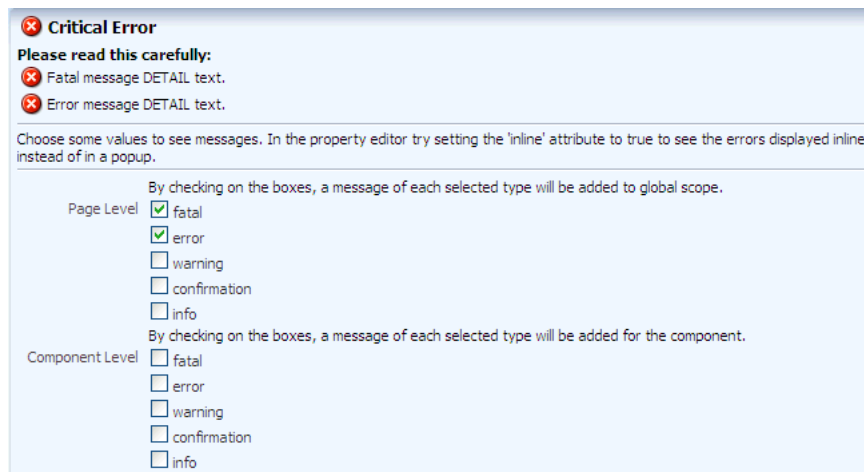 Critical Error
Please read this carefully:
Fatal message DETAIL text.
Error message DETAIL text.
Choose some values to see messages. In the property editor try setting the 'inline' attribute to true to see the errors displayed inline
instead of in a popup.
By checking on the boxes, a message of each selected type will be added to global scope.
Page Level fatal
error
warning
confirmation
info
By checking on the boxes, a message of each selected type will be added for the component.
Component Level fatal
error
warning
confirmation
info